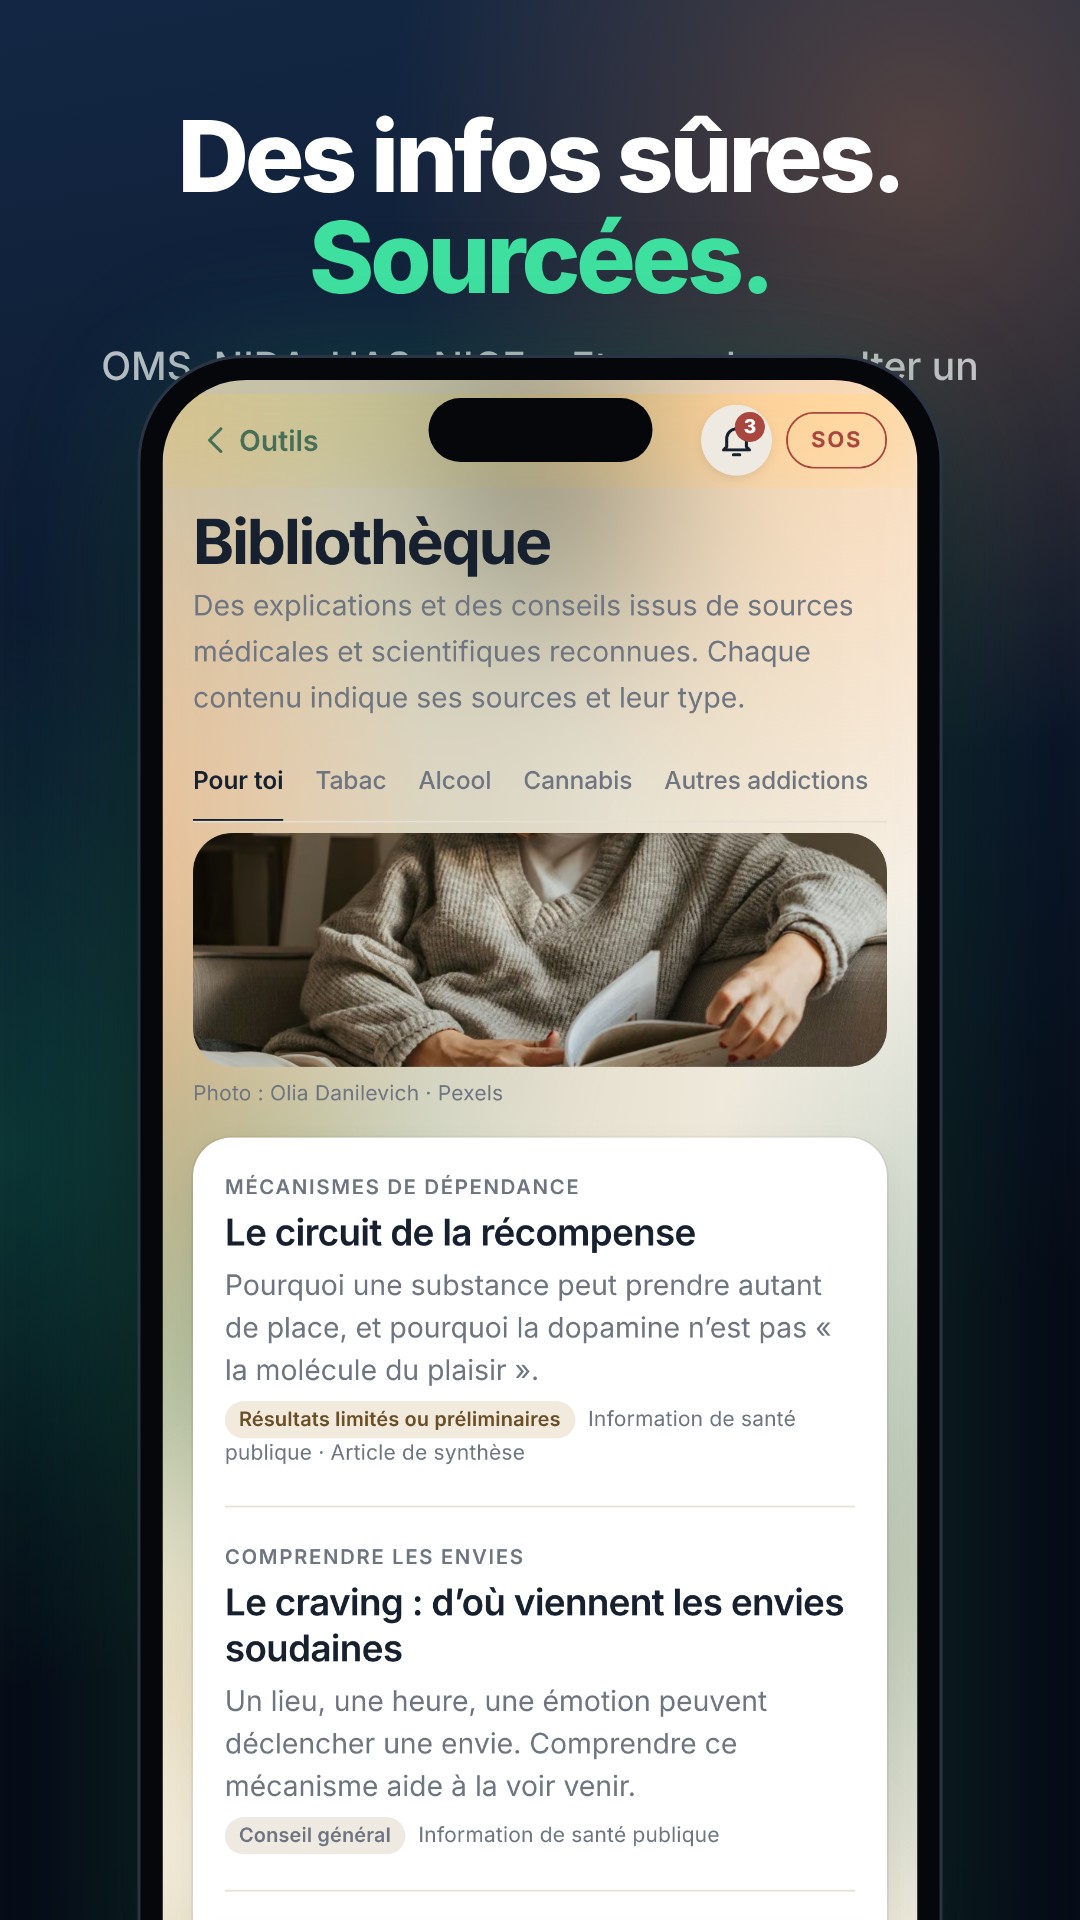 Des infos sûres.
Sourcées.
OMS lter un
Outils
3
SOS
Bibliothèque
Des explications et des conseils issus de sources
médicales et scientifiques reconnues. Chaque
contenu indique ses sources et leur type.
Pour toi Tabac Alcool Cannabis Autres addictions
Photo : Olia Danilevich · Pexels
MÉCANISMES DE DÉPENDANCE
Le circuit de la récompense
Pourquoi une substance peut prendre autant
de place, et pourquoi la dopamine n’est pas «
la molécule du plaisir ».
Résultats limités ou préliminaires Information de santé
publique · Article de synthèse
COMPRENDRE LES ENVIES
Le craving : d’où viennent les envies
soudaines
Un lieu, une heure, une émotion peuvent
déclencher une envie. Comprendre ce
mécanisme aide à la voir venir.
Conseil général Information de santé publique